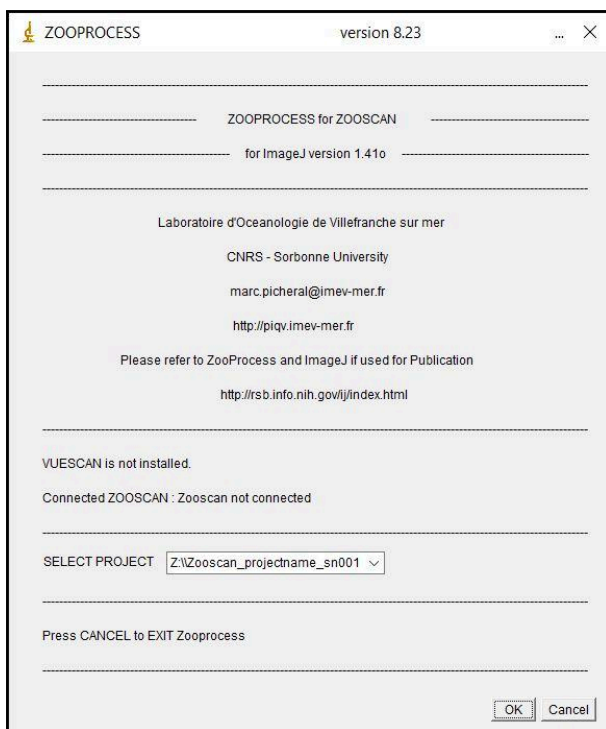 ZOOPROCESS version 8.23 ...
ZOOPROCESS for ZOOSCAN
for ImageJ version 1.41o
Laboratoire d'Oceanologie de Villefranche sur mer
CNRS - Sorbonne University
marc.picheral@imev-mer.fr
http://piqv.imev-mer.fr
Please refer to ZooProcess and ImageJ if used for Publication
http://rsb.info.nih.gov/ij/index.html
VUESCAN is not installed.
Connected ZOOSCAN : Zooscan not connected
SELECT PROJECT Z:\\Zooscan_projectname_sn001
Press CANCEL to EXIT Zooprocess
OK Cancel